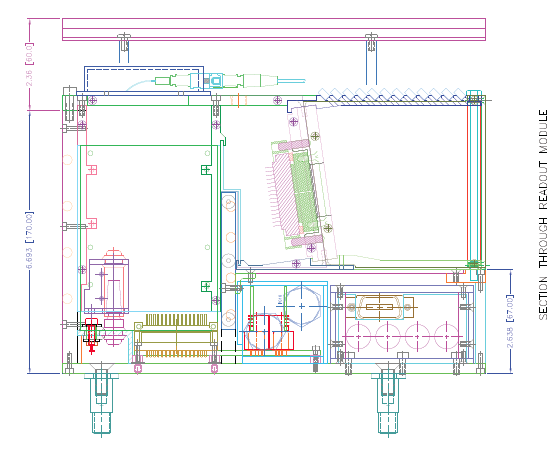 2.36 [60.0]
6.693 [170.00]
2.638 [67.00]
SECTION THROUGH READOUT MODULE